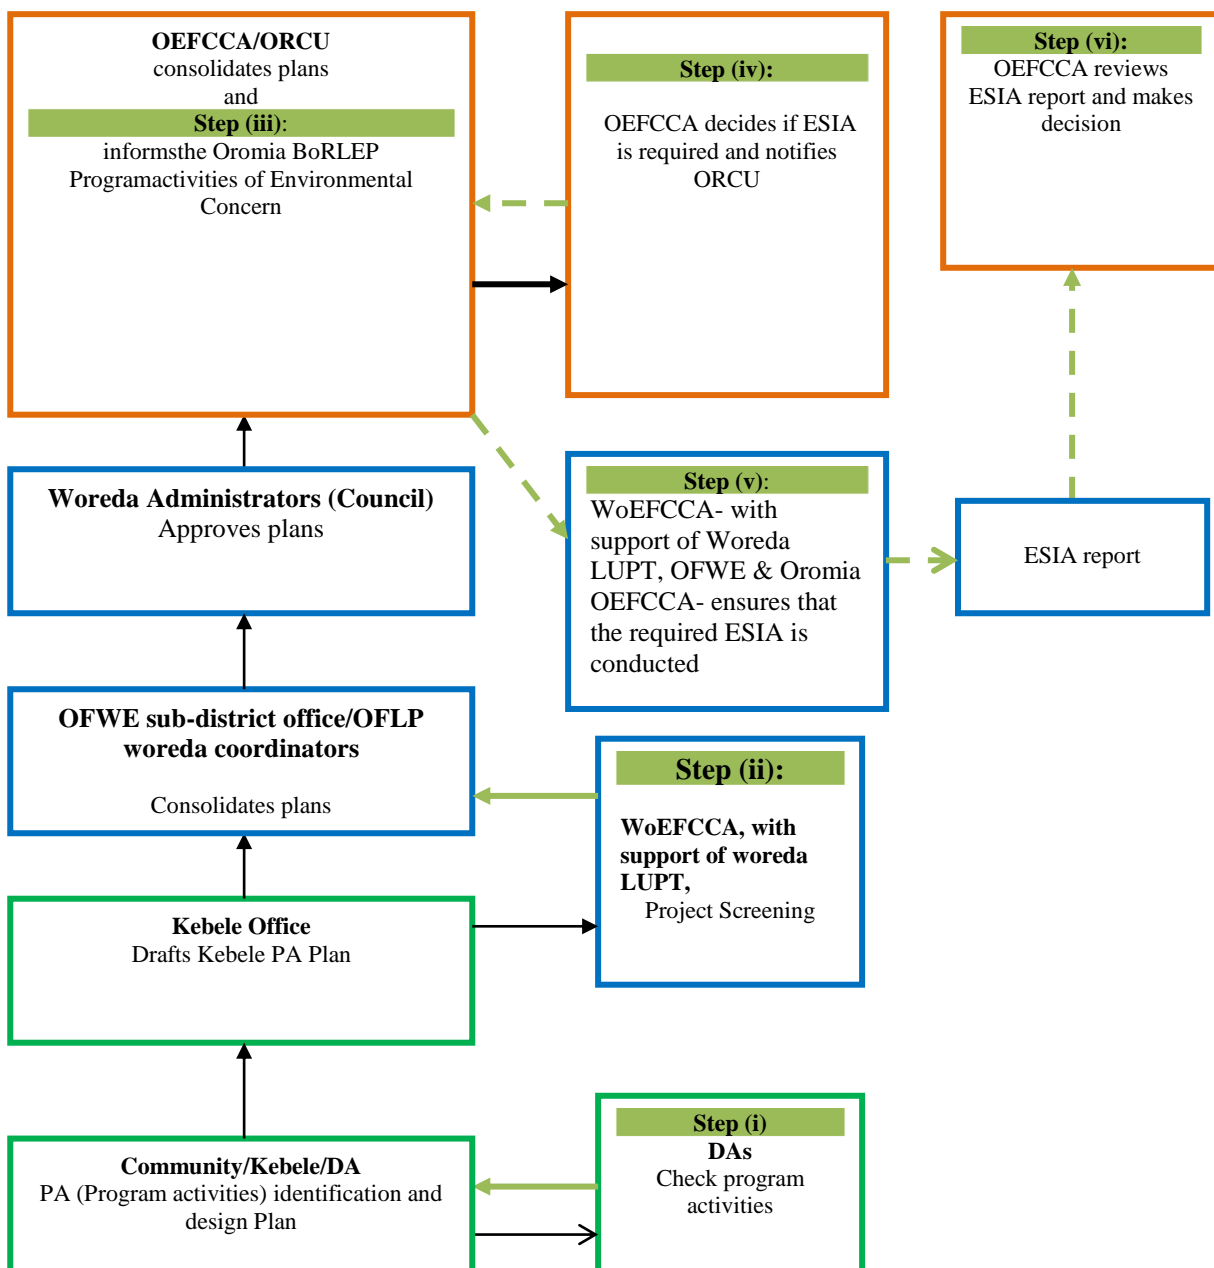 OEFCCA/ORCU
consolidates plans
and
Step (iii):
informsthe Oromia BoRLEP
Programactivities of Environmental
Concern
Step (iv):
OEFCCA decides if ESIA
is required and notifies
ORCU
Step (vi):
OEFCCA reviews
ESIA report and makes
decision
Woreda Administrators (Council)
Approves plans
Step (v):
WoEFCCA- with
support of Woreda
LUPT, OFWE & Oromia
OEFCCA- ensures that
the required ESIA is
conducted
ESIA report
OFWE sub-district office/OFLP
woreda coordinators
Consolidates plans
Step (ii):
WoEFCCA, with
support of woreda
LUPT,
Project Screening
Kebele Office
Drafts Kebele PA Plan
Community/Kebele/DA
PA (Program activities) identification and
design Plan
Step (i)
DAs
Check program
activities